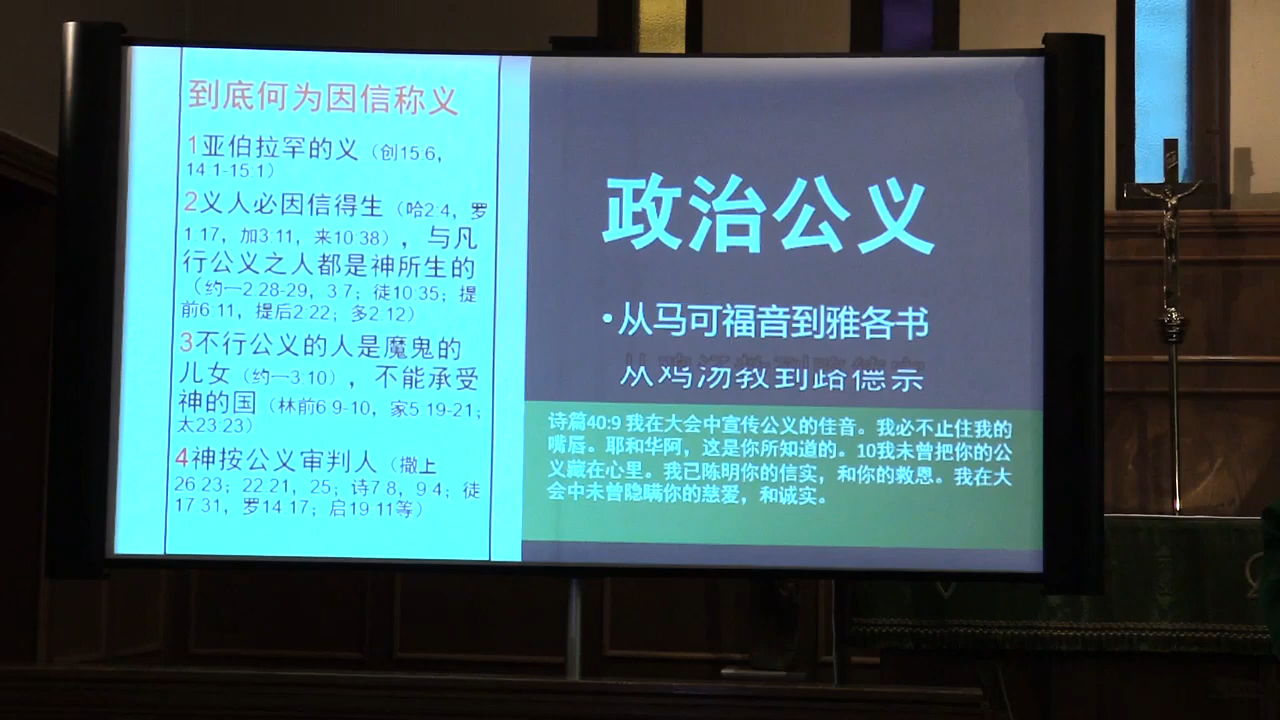 到底何为因信称义
1亚伯拉罕的义（创15:6，
14:1-15:1）
2义人必因信得生（哈2:4，罗
1:17，加3:11，来10:38），与凡
行公义之人都是神所生的
（约一2:28-29，3:7；徒10:35；提
前6:11，提后2:22；多2:12）
3不行公义的人是魔鬼的
儿女（约一3:10），不能承受
神的国（林前6:9-10，家5:19-21；
太23:23）
4神按公义审判人（撒上
26:23；22:21，25；诗7:8，9:4；徒
17:31，罗14:17；启19:11等）
政治公义
•从马可福音到雅各书
从鸡汤教到路德宗
诗篇40:9 我在大会中宣传公义的佳音。我必不止住我的
嘴唇。耶和华阿，这是你所知道的。10我未曾把你的公
义藏在心里。我已陈明你的信实，和你的救恩。我在大
会中未曾隐瞒你的慈爱，和诚实。